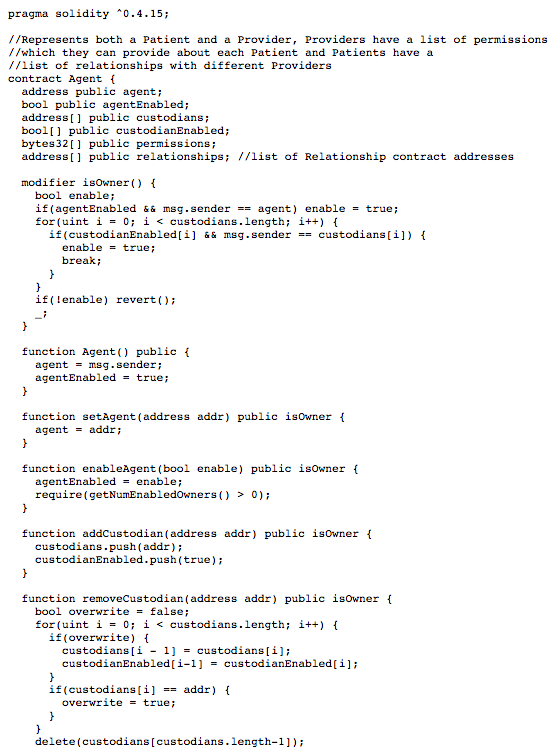 pragma solidity ^0.4.15;

//Represents both a Patient and a Provider, Providers have a list of permissions
//which they can provide about each Patient and Patients have a
//list of relationships with different Providers
contract Agent {
  address public agent;
  bool public agentEnabled;
  address[] public custodians;
  bool[] public custodianEnabled;
  bytes32[] public permissions;
  address[] public relationships; //list of Relationship contract addresses

  modifier isOwner() {
    bool enable;
    if(agentEnabled && msg.sender == agent) enable = true;
    for(uint i = 0; i < custodians.length; i++) {
      if(custodianEnabled[i] && msg.sender == custodians[i]) {
        enable = true;
        break;
      }
    }
    if(!enable) revert();
    _;
  }

  function Agent() public {
    agent = msg.sender;
    agentEnabled = true;
  }

  function setAgent(address addr) public isOwner {
    agent = addr;
  }

  function enableAgent(bool enable) public isOwner {
    agentEnabled = enable;
    require(getNumEnabledOwners() > 0);
  }

  function addCustodian(address addr) public isOwner {
    custodians.push(addr);
    custodianEnabled.push(true);
  }

  function removeCustodian(address addr) public isOwner {
    bool overwrite = false;
    for(uint i = 0; i < custodians.length; i++) {
      if(overwrite) {
        custodians[i - 1] = custodians[i];
        custodianEnabled[i-1] = custodianEnabled[i];
      }
      if(custodians[i] == addr) {
        overwrite = true;
      }
    }
    delete(custodians[custodians.length-1]);